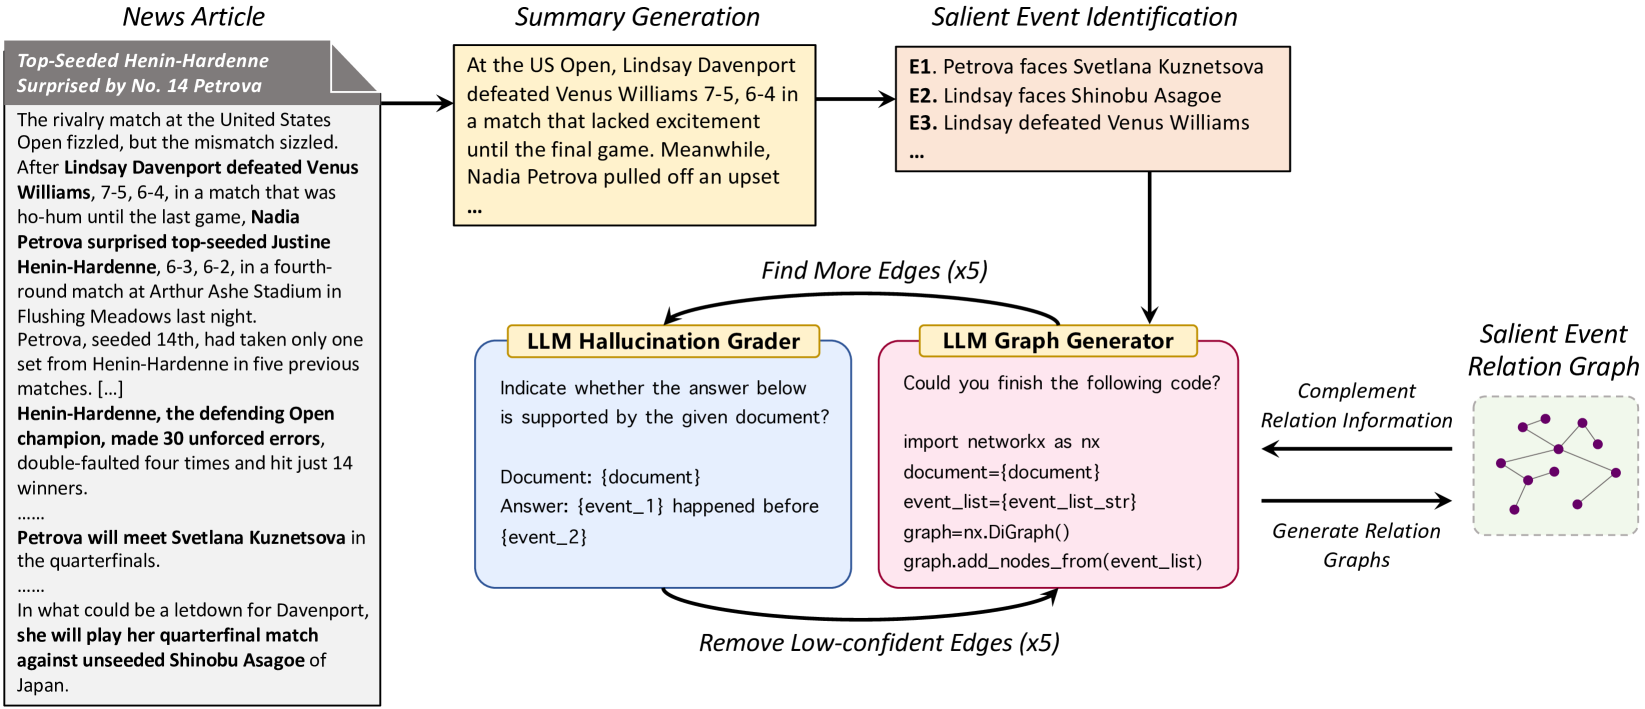 News Article
Top-Seeded Henin-Hardenne
Surprised by No. 14 Petrova
The rivalry match at the United States
Open fizzled, but the mismatch sizzled.
After Lindsay Davenport defeated Venus
Williams, 7-5, 6-4, in a match that was
ho-hum until the last game, Nadia
Petrova surprised top-seeded Justine
Henin-Hardenne, 6-3, 6-2, in a fourth-
round match at Arthur Ashe Stadium in
Flushing Meadows last night.
Petrova, seeded 14th, had taken only one
set from Henin-Hardenne in five previous
matches. […]
Henin-Hardenne, the defending Open
champion, made 30 unforced errors,
double-faulted four times and hit just 14
winners.
……
Petrova will meet Svetlana Kuznetsova in
the quarterfinals.
……
In what could be a letdown for Davenport,
she will play her quarterfinal match
against unseeded Shinobu Asagoe of
Japan.
Summary Generation
At the US Open, Lindsay Davenport
defeated Venus Williams 7-5, 6-4 in
a match that lacked excitement
until the final game. Meanwhile,
Nadia Petrova pulled off an upset
…
Salient Event Identification
E1. Petrova faces Svetlana Kuznetsova
E2. Lindsay faces Shinobu Asagoe
E3. Lindsay defeated Venus Williams
…
Find More Edges (x5)
LLM Hallucination Grader
Indicate whether the answer below
is supported by the given document?
Document: {document}
Answer: {event_1} happened before
{event_2}
LLM Graph Generator
Could you finish the following code?
import networkx as nx
document={document}
event_list={event_list_str}
graph=nx.DiGraph()
graph.add_nodes_from(event_list)
Remove Low-confident Edges (x5)
Complement
Relation Information
Generate Relation
Graphs
Salient Event
Relation Graph